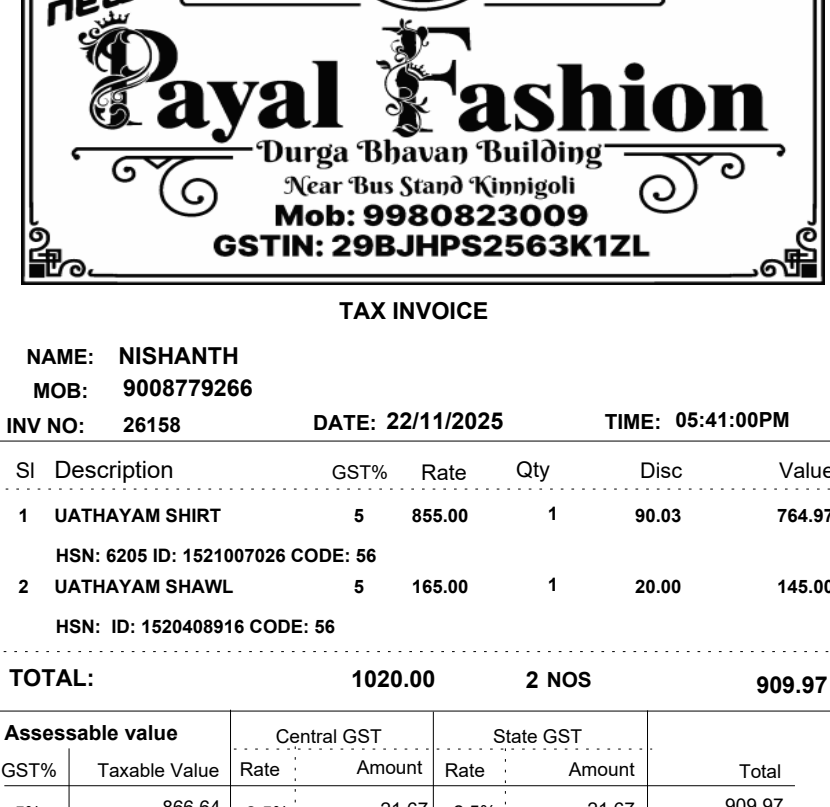 new
Payal Fashion
Durga Bhavan Building
Near Bus Stand Kinnigoli
Mob: 9980823009
GSTIN: 29BJHPS2563K1ZL
TAX INVOICE
NAME: NISHANTH
MOB: 9008779266
INV NO: 26158 DATE: 22/11/2025 TIME: 05:41:00PM
Sl Description GST% Rate Qty Disc Value
1 UATHAYAM SHIRT 5 855.00 1 90.03 764.97
HSN: 6205 ID: 1521007026 CODE: 56
2 UATHAYAM SHAWL 5 165.00 1 20.00 145.00
HSN: ID: 1520408916 CODE: 56
TOTAL: 1020.00 2 NOS 909.97
Assessable value Central GST State GST
GST% Taxable Value Rate Amount Rate Amount Total
866.64 21.67 21.67 909.97